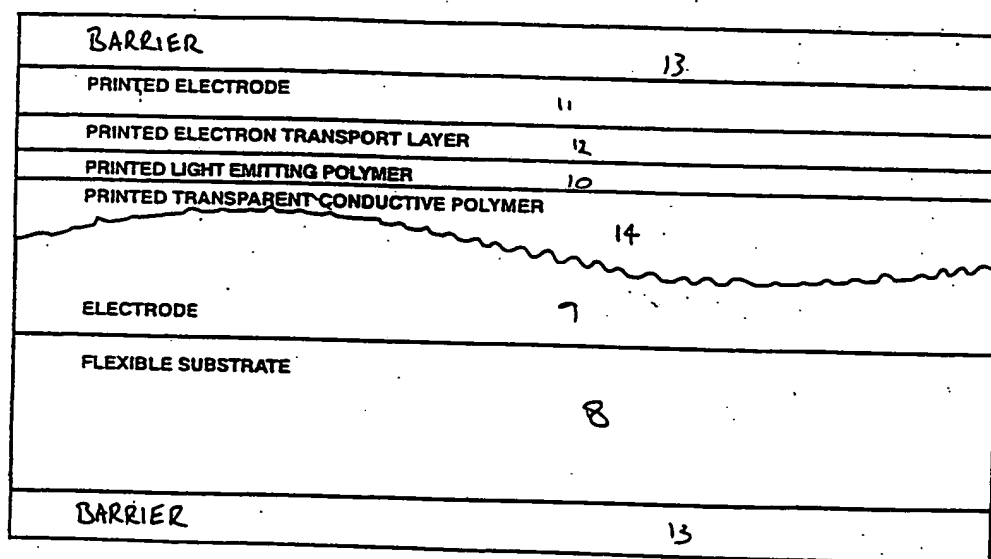 BARRIER 13.
PRINTED ELECTRODE 11
PRINTED ELECTRON TRANSPORT LAYER 12
PRINTED LIGHT EMITTING POLYMER 10
PRINTED TRANSPARENT CONDUCTIVE POLYMER
14
ELECTRODE 9
FLEXIBLE SUBSTRATE
8
BARRIER 13